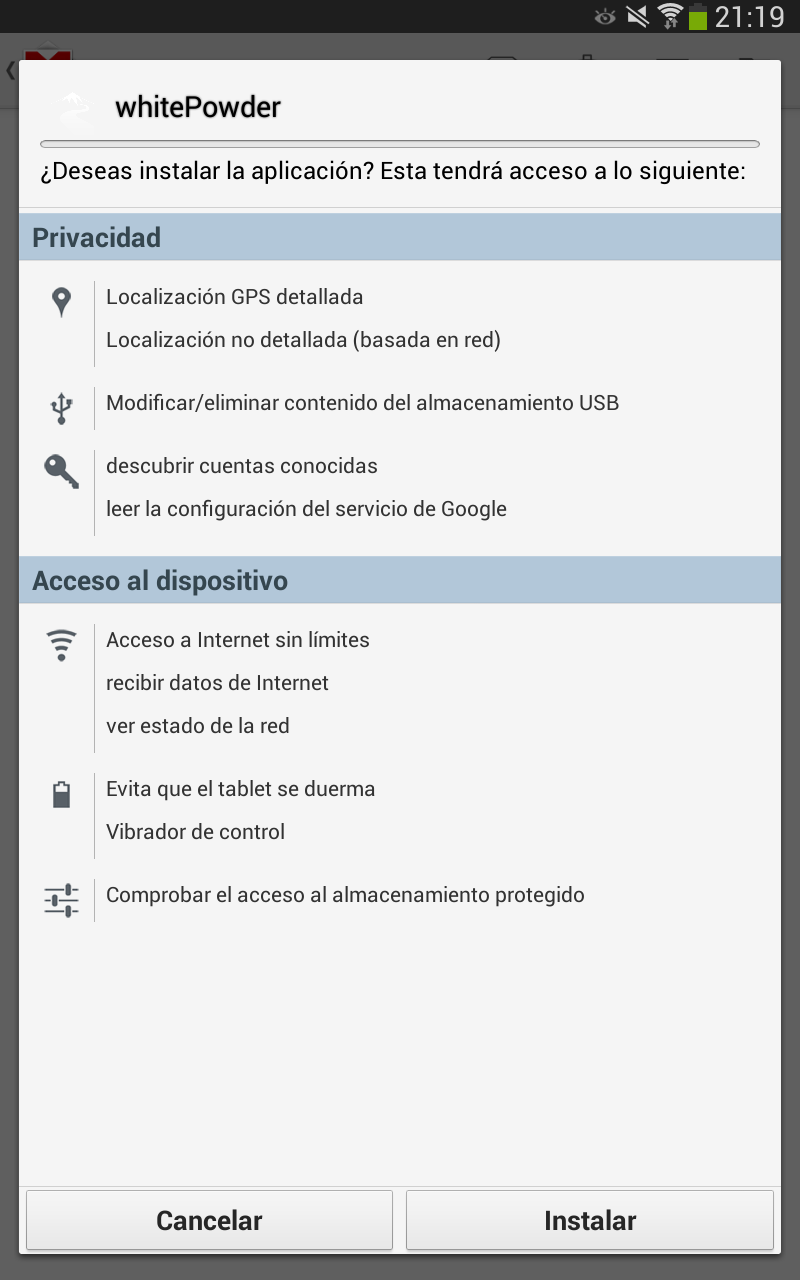 21:19
whitePowder
¿Deseas instalar la aplicación? Esta tendrá acceso a lo siguiente:
Privacidad
Localización GPS detallada
Localización no detallada (basada en red)
Modificar/eliminar contenido del almacenamiento USB
descubrir cuentas conocidas
leer la configuración del servicio de Google
Acceso al dispositivo
Acceso a Internet sin límites
recibir datos de Internet
ver estado de la red
Evita que el tablet se duerma
Vibrador de control
Comprobar el acceso al almacenamiento protegido
Cancelar
Instalar